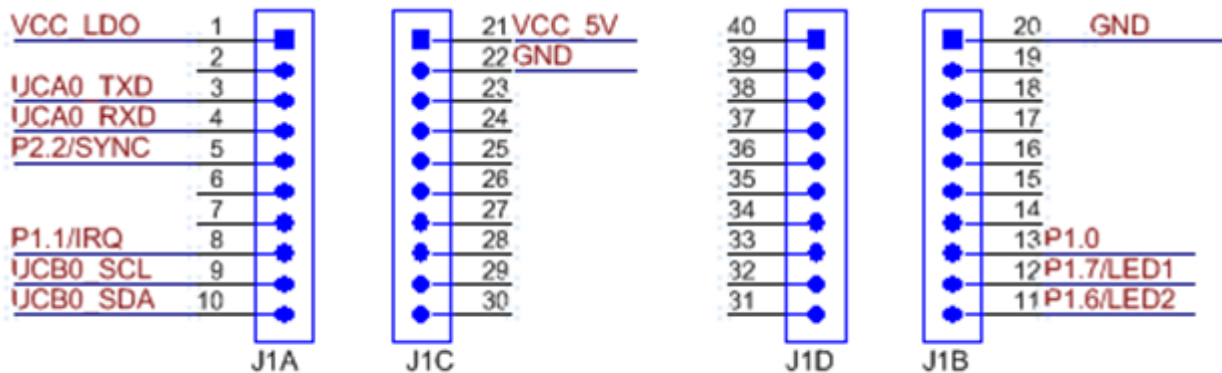 VCC_LDO 1 21 VCC_5V 40 20 GND
2 22 GND 39 19
UCA0_TXD 3 23 38 18
UCA0_RXD 4 24 37 17
P2.2/SYNC 5 25 36 16
6 26 35 15
7 27 34 14
P1.1/IRQ 8 28 33 13 P1.0
UCB0_SCL 9 29 32 12 P1.7/LED1
UCB0_SDA 10 30 31 11 P1.6/LED2
J1A J1C J1D J1B